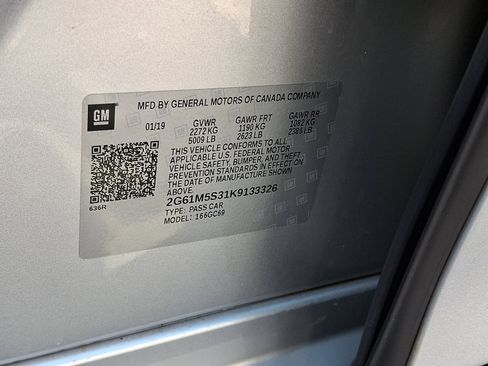 GM
MFD BY GENERAL MOTORS OF CANADA COMPANY
01/19 GVWR GAWR FRT GAWR RR
2272 KG 1190 KG 1082 KG
5009 LB 2623 LB 2385 LB
THIS VEHICLE CONFORMS TO ALL
APPLICABLE U.S. FEDERAL MOTOR
VEHICLE SAFETY, BUMPER, AND THEFT
PREVENTION STANDARDS IN EFFECT ON
THE DATE OF MANUFACTURE SHOWN
ABOVE.
2G61M5S31K9133326
TYPE: PASS CAR
MODEL: 166GC69
636R